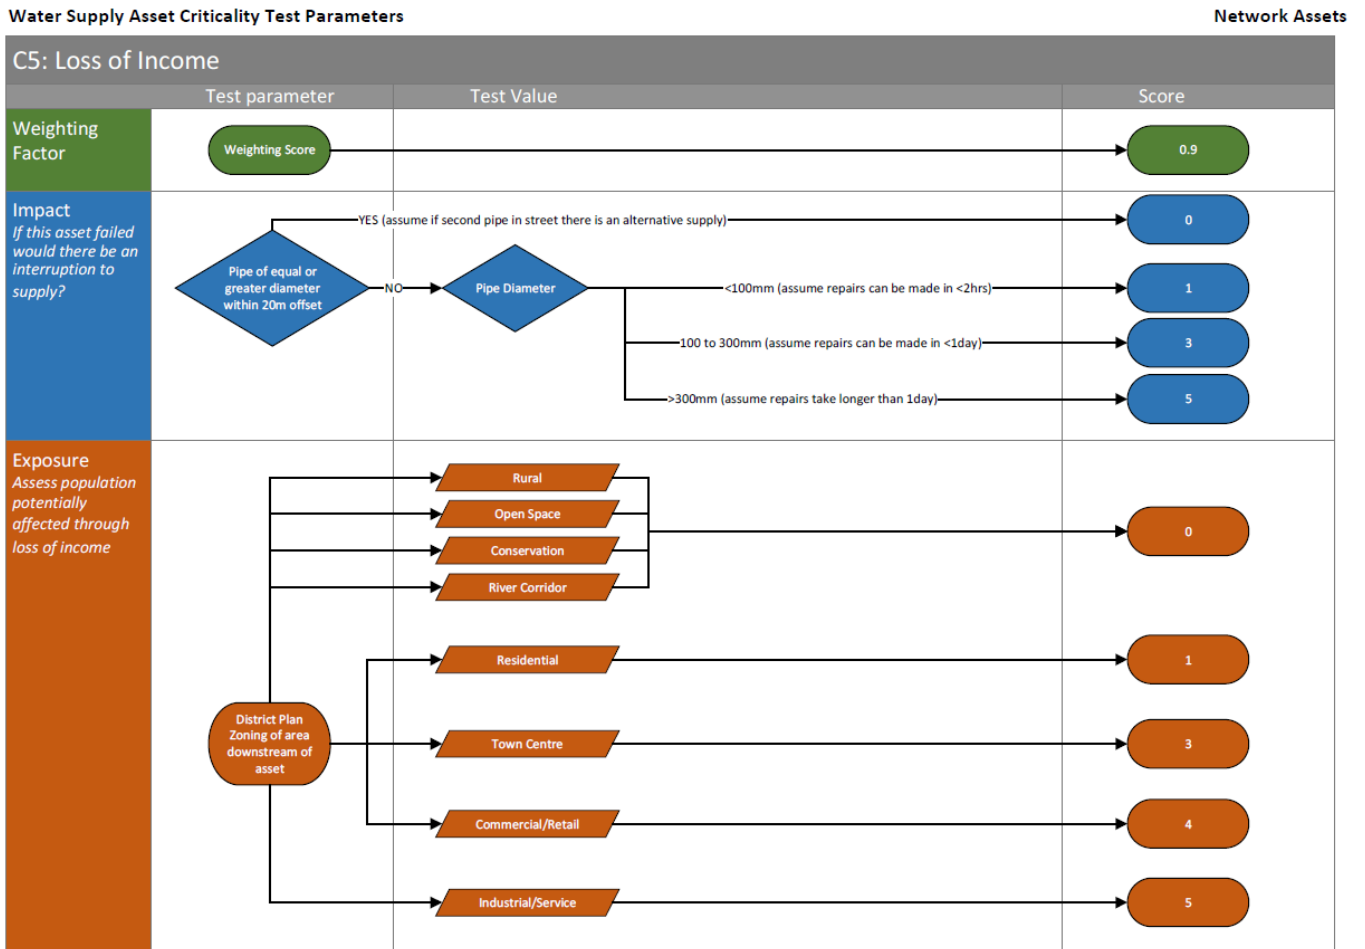 Water Supply Asset Criticality Test Parameters
Network Assets
C5: Loss of Income
Test parameter
Test Value
Score
Weighting
Factor
Weighting Score
0.9
Impact
If this asset failed
would there be an
interruption to
supply?
YES (assume if second pipe in street there is an alternative supply)
0
Pipe of equal or
greater diameter
within 20m offset
NO
Pipe Diameter
<100mm (assume repairs can be made in <2hrs)
1
100 to 300mm (assume repairs can be made in <1day)
3
>300mm (assume repairs take longer than 1day)
5
Exposure
Assess population
potentially
affected through
loss of income
Rural
Open Space
Conservation
River Corridor
0
Residential
1
District Plan
Zoning of area
downstream of
asset
Town Centre
3
Commercial/Retail
4
Industrial/Service
5